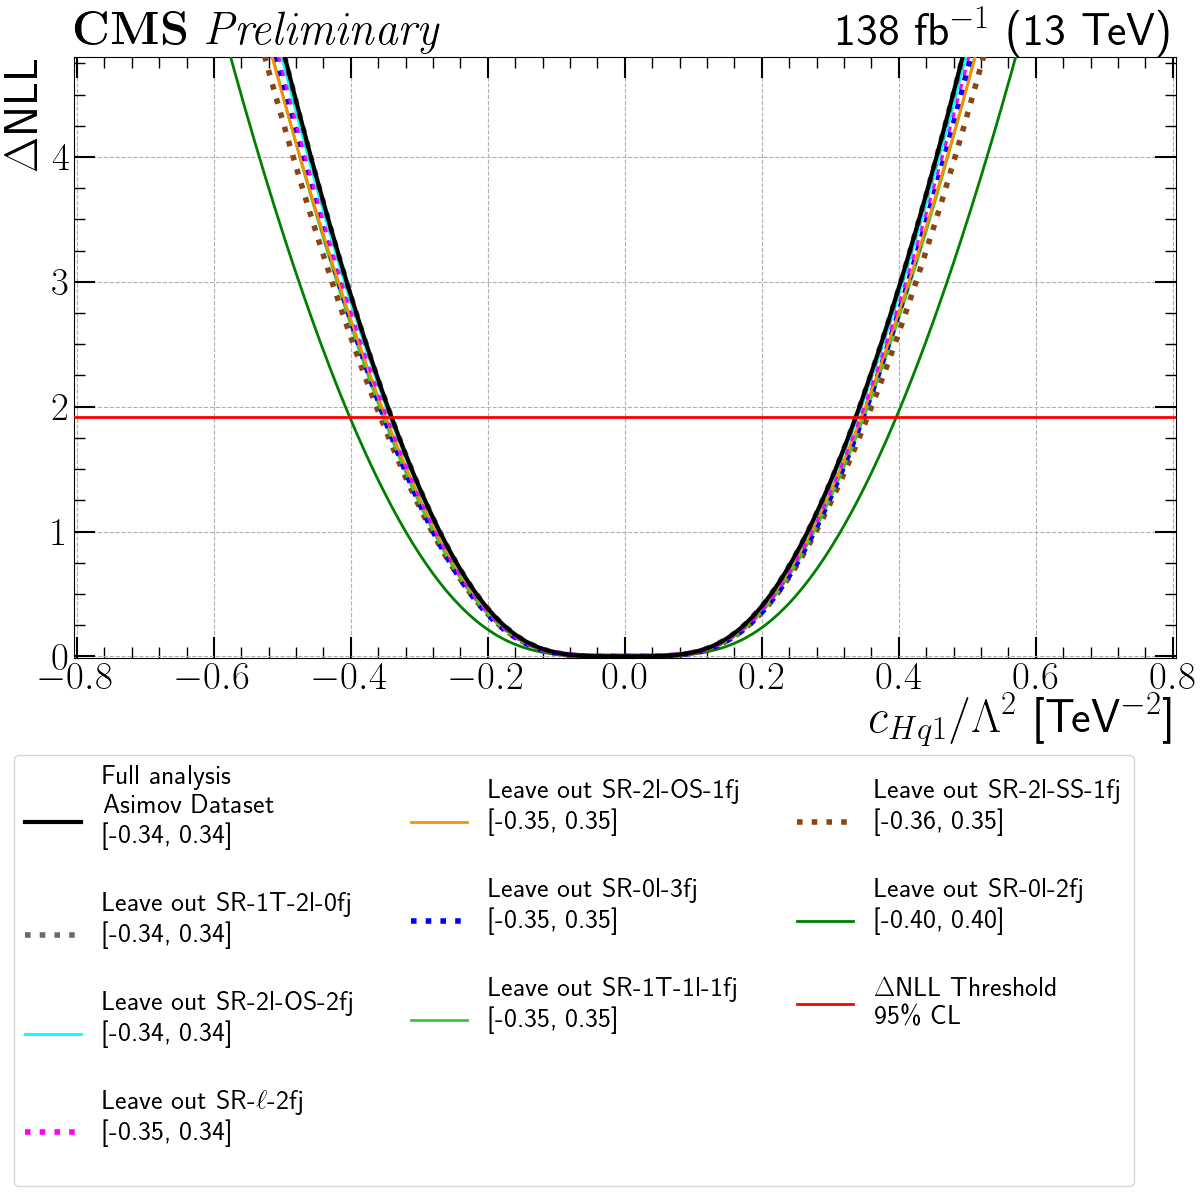 CMS Preliminary 138 fb⁻¹ (13 TeV)
ΔNLL
4
3
2
1
0
−0.8 −0.6 −0.4 −0.2 0.0 0.2 0.4 0.6 0.8
c_{Hq1}/Λ² [TeV⁻²]
Full analysis
Asimov Dataset
[-0.34, 0.34]
Leave out SR-1T-2l-0fj
[-0.34, 0.34]
Leave out SR-2l-OS-2fj
[-0.34, 0.34]
Leave out SR-ℓ-2fj
[-0.35, 0.34]
Leave out SR-2l-OS-1fj
[-0.35, 0.35]
Leave out SR-0l-3fj
[-0.35, 0.35]
Leave out SR-1T-1l-1fj
[-0.35, 0.35]
Leave out SR-2l-SS-1fj
[-0.36, 0.35]
Leave out SR-0l-2fj
[-0.40, 0.40]
ΔNLL Threshold
95% CL